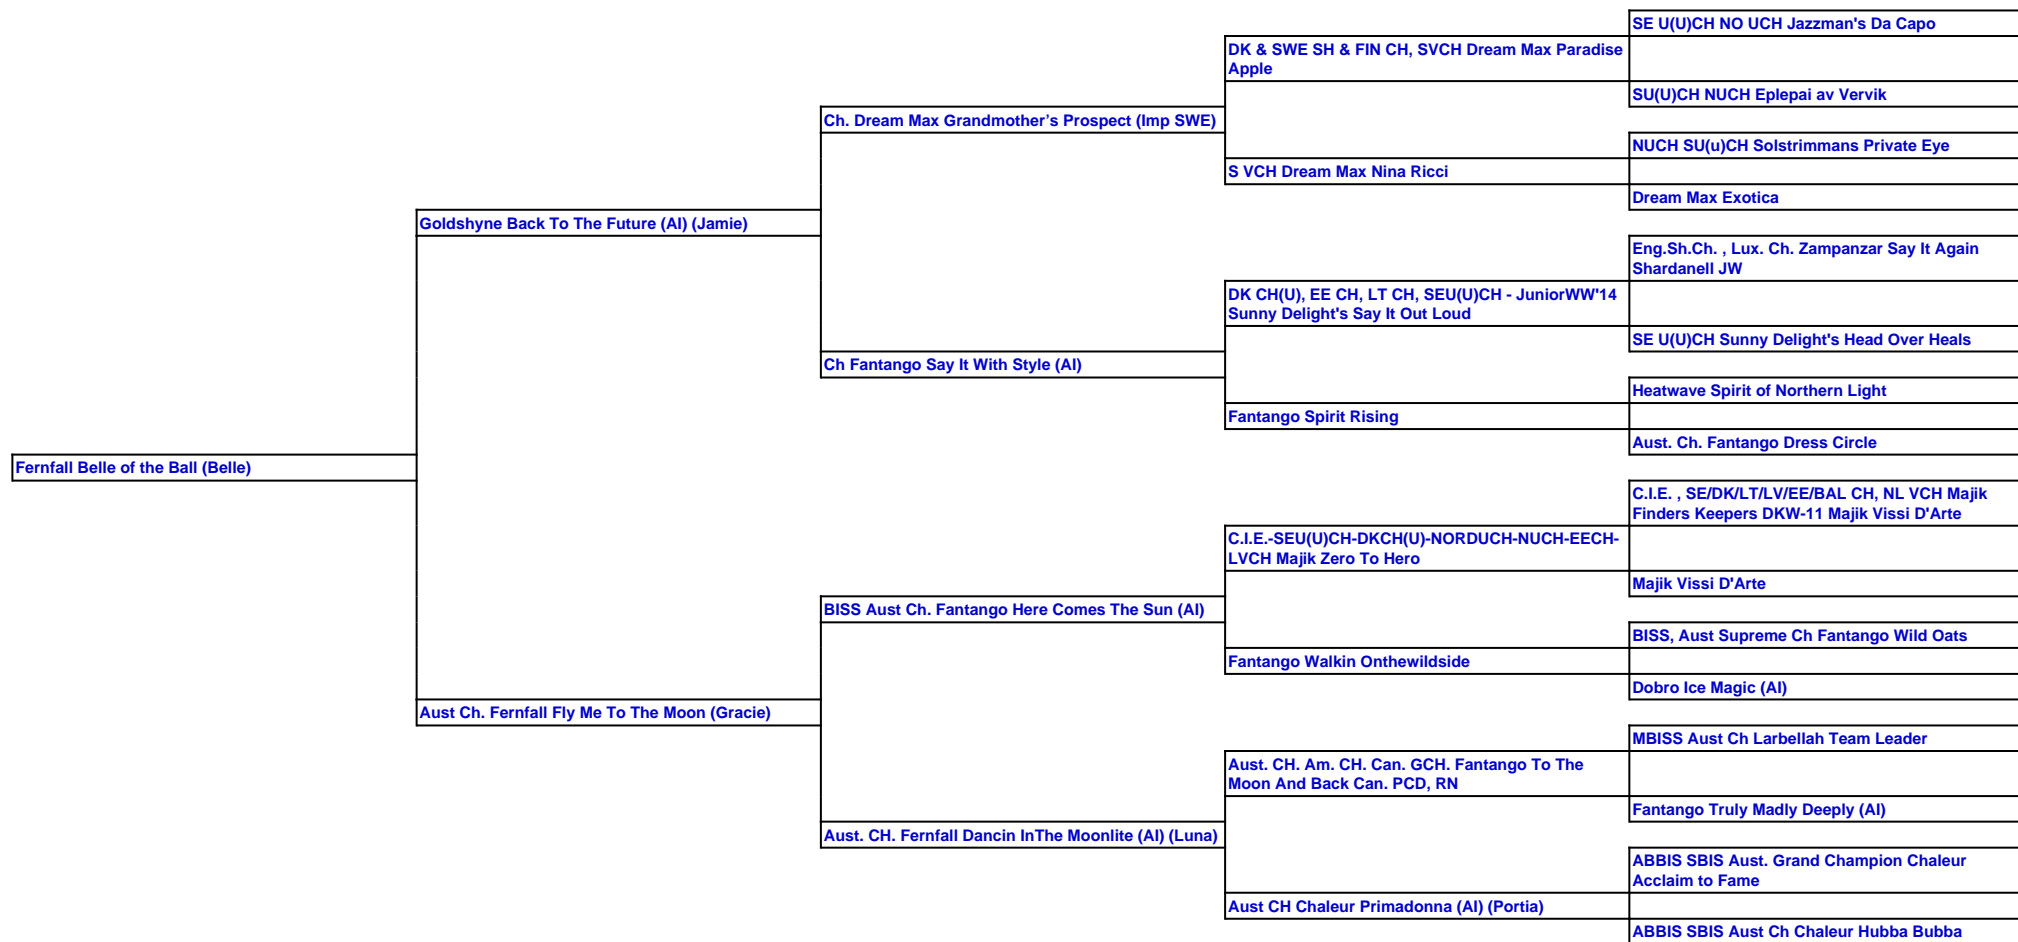 SE U(U)CH NO UCH Jazzman's Da Capo
DK & SWE SH & FIN CH, SVCH Dream Max Paradise
Apple
SU(U)CH NUCH Eplepai av Vervik
Ch. Dream Max Grandmother’s Prospect (Imp SWE)
NUCH SU(u)CH Solstrimmans Private Eye
S VCH Dream Max Nina Ricci
Dream Max Exotica
Goldshyne Back To The Future (AI) (Jamie)
Eng.Sh.Ch. , Lux. Ch. Zampanzar Say It Again
Shardanell JW
DK CH(U), EE CH, LT CH, SEU(U)CH - JuniorWW'14
Sunny Delight's Say It Out Loud
SE U(U)CH Sunny Delight's Head Over Heals
Ch Fantango Say It With Style (AI)
Heatwave Spirit of Northern Light
Fantango Spirit Rising
Aust. Ch. Fantango Dress Circle
Fernfall Belle of the Ball (Belle)
C.I.E. , SE/DK/LT/LV/EE/BAL CH, NL VCH Majik
Finders Keepers DKW-11 Majik Vissi D'Arte
C.I.E.-SEU(U)CH-DKCH(U)-NORDUCH-NUCH-EECH-
LVCH Majik Zero To Hero
Majik Vissi D'Arte
BISS Aust Ch. Fantango Here Comes The Sun (AI)
BISS, Aust Supreme Ch Fantango Wild Oats
Fantango Walkin Onthewildside
Dobro Ice Magic (AI)
Aust Ch. Fernfall Fly Me To The Moon (Gracie)
MBISS Aust Ch Larbellah Team Leader
Aust. CH. Am. CH. Can. GCH. Fantango To The
Moon And Back Can. PCD, RN
Fantango Truly Madly Deeply (AI)
Aust. CH. Fernfall Dancin InThe Moonlite (AI) (Luna)
ABBIS SBIS Aust. Grand Champion Chaleur
Acclaim to Fame
Aust CH Chaleur Primadonna (AI) (Portia)
ABBIS SBIS Aust Ch Chaleur Hubba Bubba